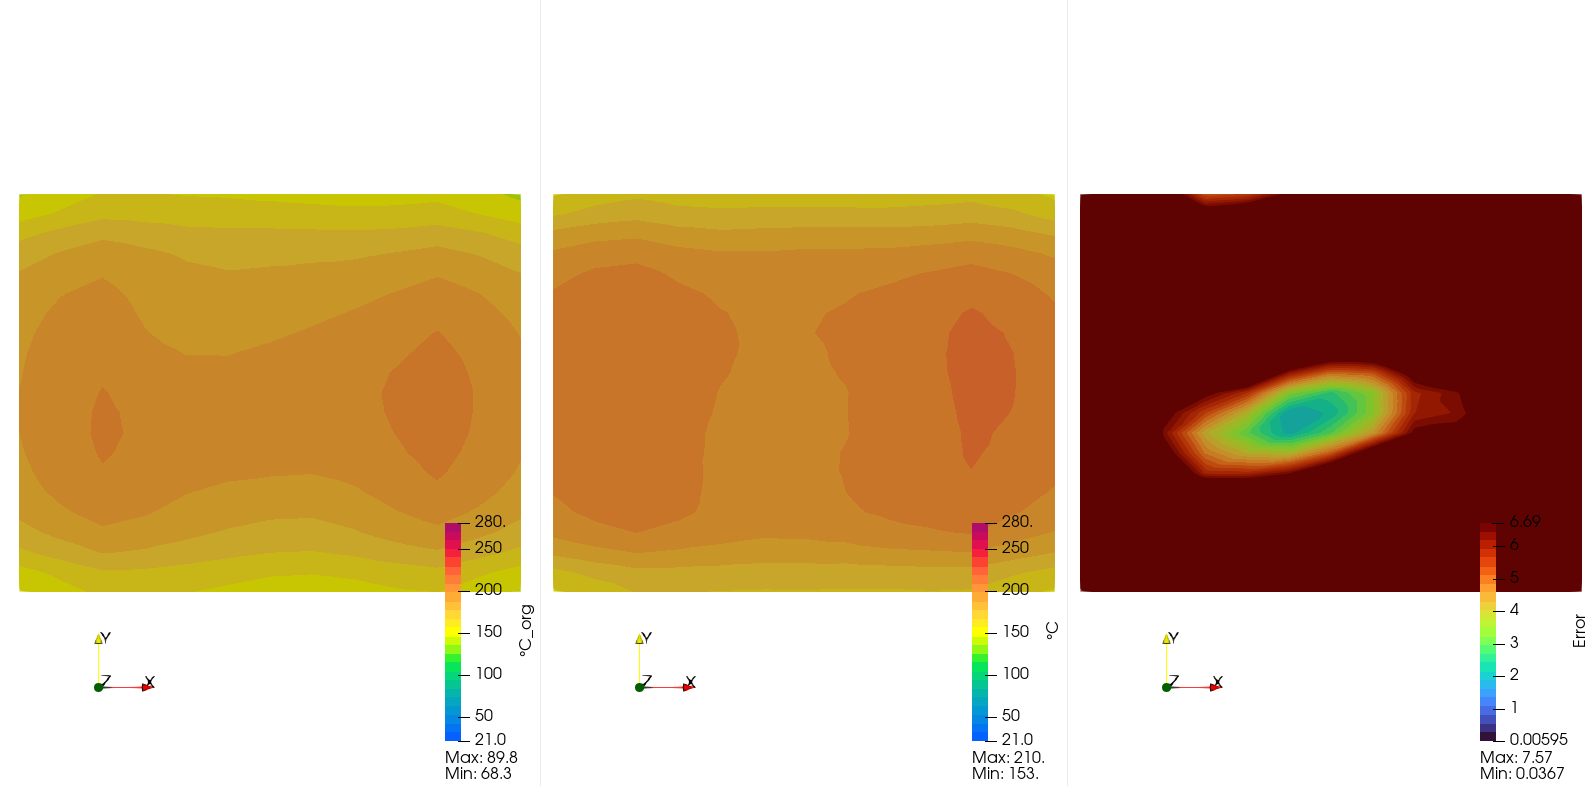 280.
250
200
150
100
50
21.0
°C_org
Max: 89.8
Min: 68.3
Y
Z
X
280.
250
200
150
100
50
21.0
°C
Max: 210.
Min: 153.
Y
Z
X
6.69
6
5
4
3
2
1
0.00595
Error
Max: 7.57
Min: 0.0367
Y
Z
X